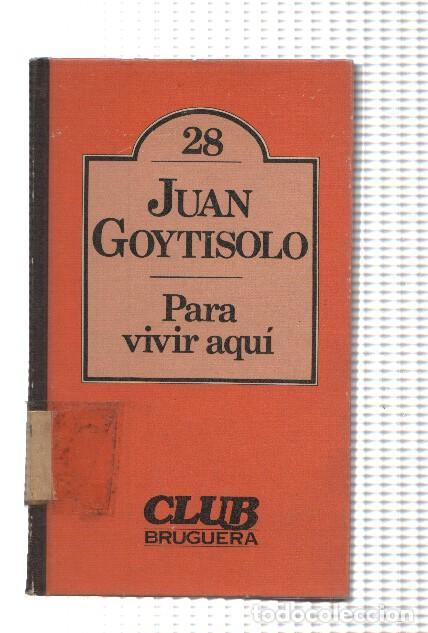 28
JUAN
GOYTISOLO
Para
vivir aquí
CLUB
BRUGUERA
todocoleccion